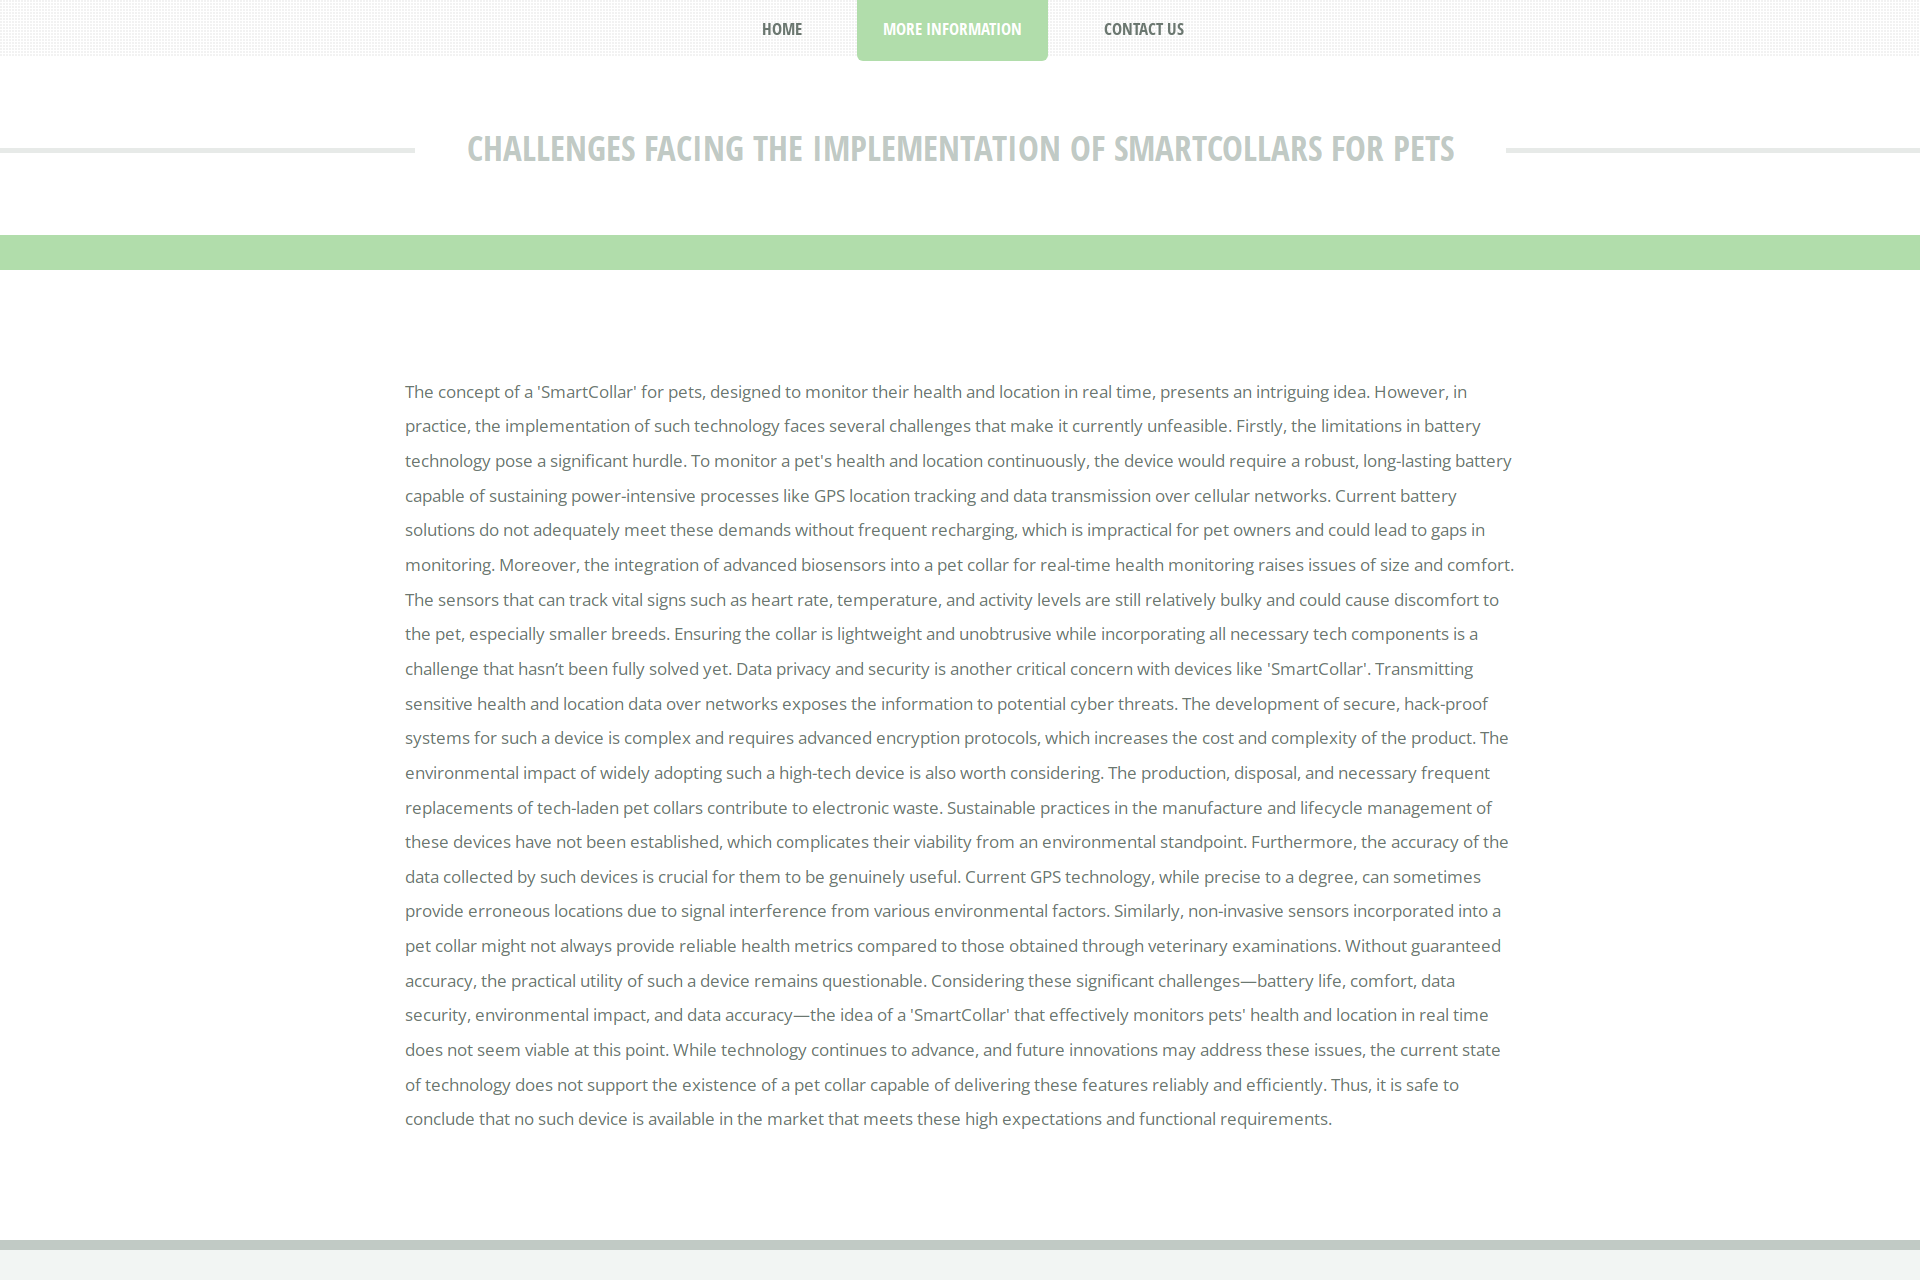 HOME
MORE INFORMATION
CONTACT US
CHALLENGES FACING THE IMPLEMENTATION OF SMARTCOLLARS FOR PETS
The concept of a 'SmartCollar' for pets, designed to monitor their health and location in real time, presents an intriguing idea. However, in
practice, the implementation of such technology faces several challenges that make it currently unfeasible. Firstly, the limitations in battery
technology pose a significant hurdle. To monitor a pet's health and location continuously, the device would require a robust, long-lasting battery
capable of sustaining power-intensive processes like GPS location tracking and data transmission over cellular networks. Current battery
solutions do not adequately meet these demands without frequent recharging, which is impractical for pet owners and could lead to gaps in
monitoring. Moreover, the integration of advanced biosensors into a pet collar for real-time health monitoring raises issues of size and comfort.
The sensors that can track vital signs such as heart rate, temperature, and activity levels are still relatively bulky and could cause discomfort to
the pet, especially smaller breeds. Ensuring the collar is lightweight and unobtrusive while incorporating all necessary tech components is a
challenge that hasn’t been fully solved yet. Data privacy and security is another critical concern with devices like 'SmartCollar'. Transmitting
sensitive health and location data over networks exposes the information to potential cyber threats. The development of secure, hack-proof
systems for such a device is complex and requires advanced encryption protocols, which increases the cost and complexity of the product. The
environmental impact of widely adopting such a high-tech device is also worth considering. The production, disposal, and necessary frequent
replacements of tech-laden pet collars contribute to electronic waste. Sustainable practices in the manufacture and lifecycle management of
these devices have not been established, which complicates their viability from an environmental standpoint. Furthermore, the accuracy of the
data collected by such devices is crucial for them to be genuinely useful. Current GPS technology, while precise to a degree, can sometimes
provide erroneous locations due to signal interference from various environmental factors. Similarly, non-invasive sensors incorporated into a
pet collar might not always provide reliable health metrics compared to those obtained through veterinary examinations. Without guaranteed
accuracy, the practical utility of such a device remains questionable. Considering these significant challenges—battery life, comfort, data
security, environmental impact, and data accuracy—the idea of a 'SmartCollar' that effectively monitors pets' health and location in real time
does not seem viable at this point. While technology continues to advance, and future innovations may address these issues, the current state
of technology does not support the existence of a pet collar capable of delivering these features reliably and efficiently. Thus, it is safe to
conclude that no such device is available in the market that meets these high expectations and functional requirements.